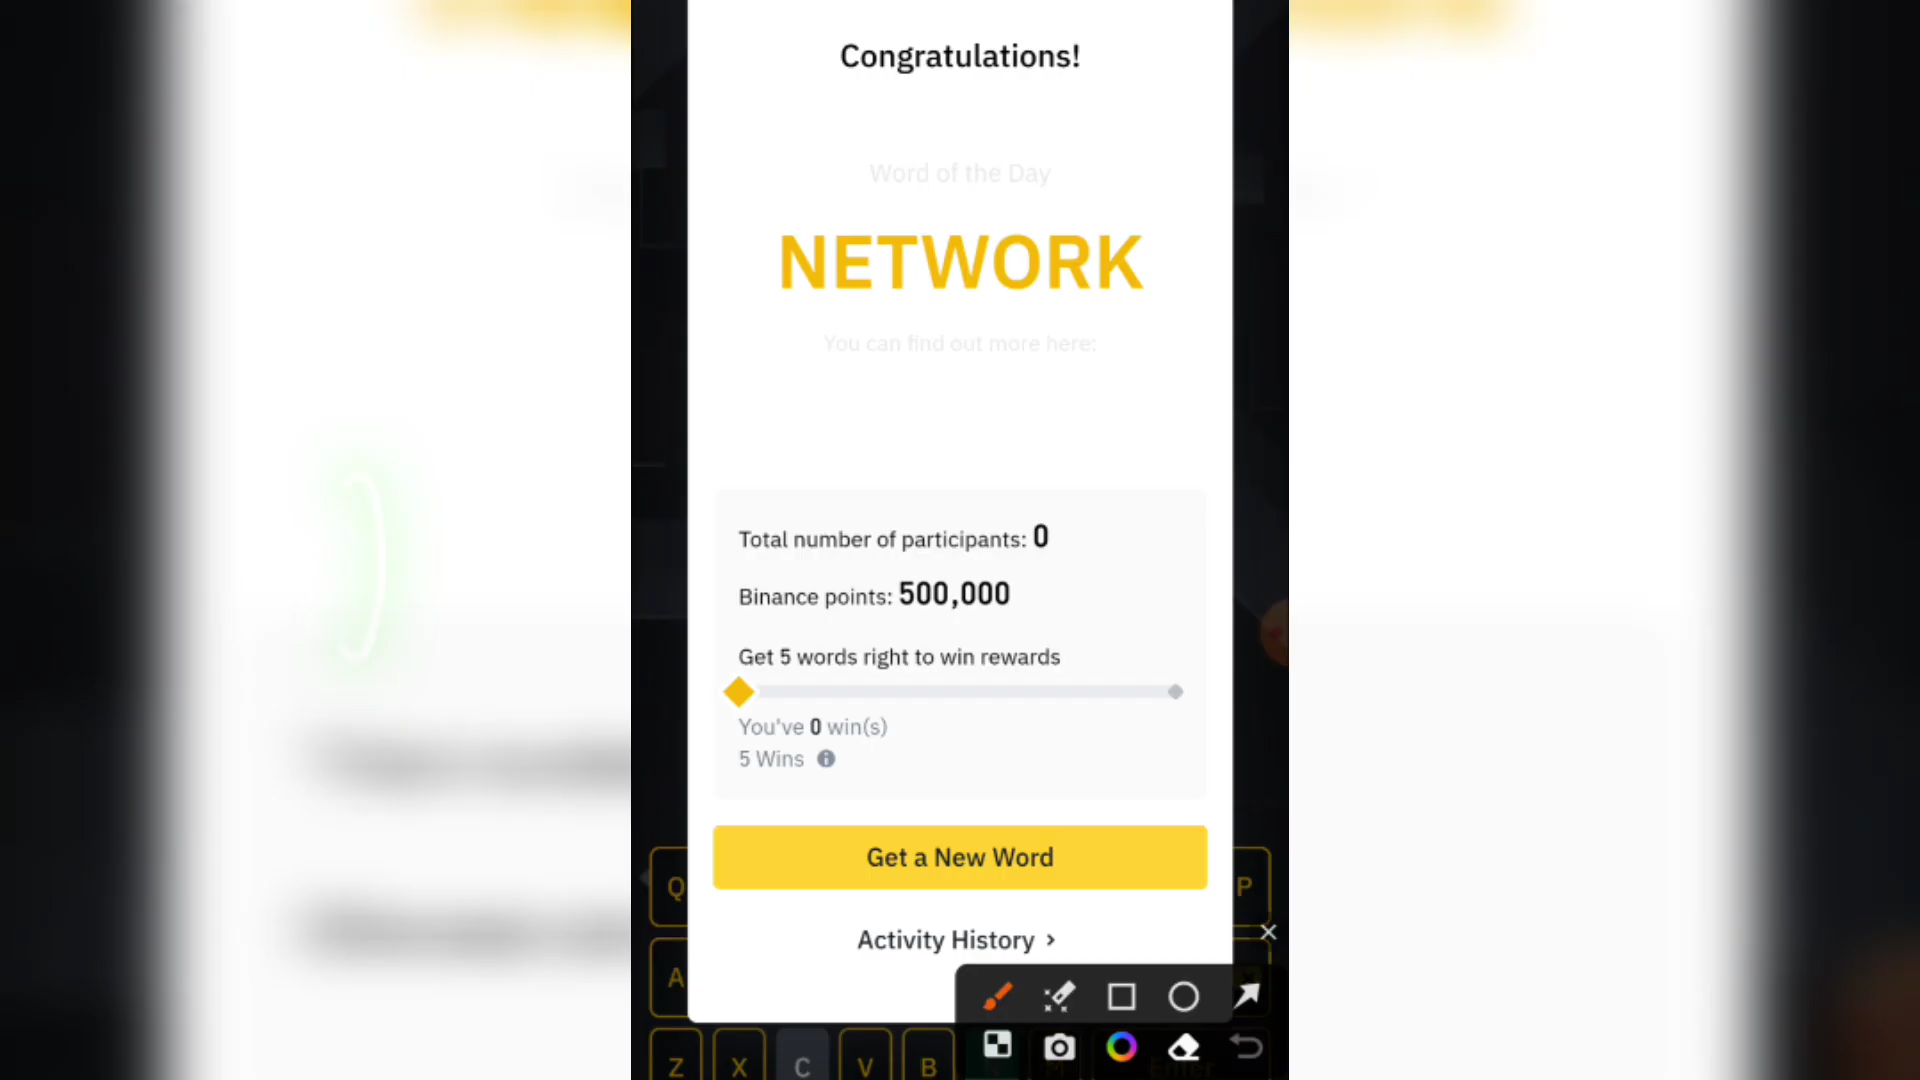 Congratulations!
Word of the Day
NETWORK
You can find out more here:
Total number of participants: 0
Binance points: 500,000
Get 5 words right to win rewards
You've 0 win(s)
5 Wins
Get a New Word
Q P
Activity History >
A
Z X C V B